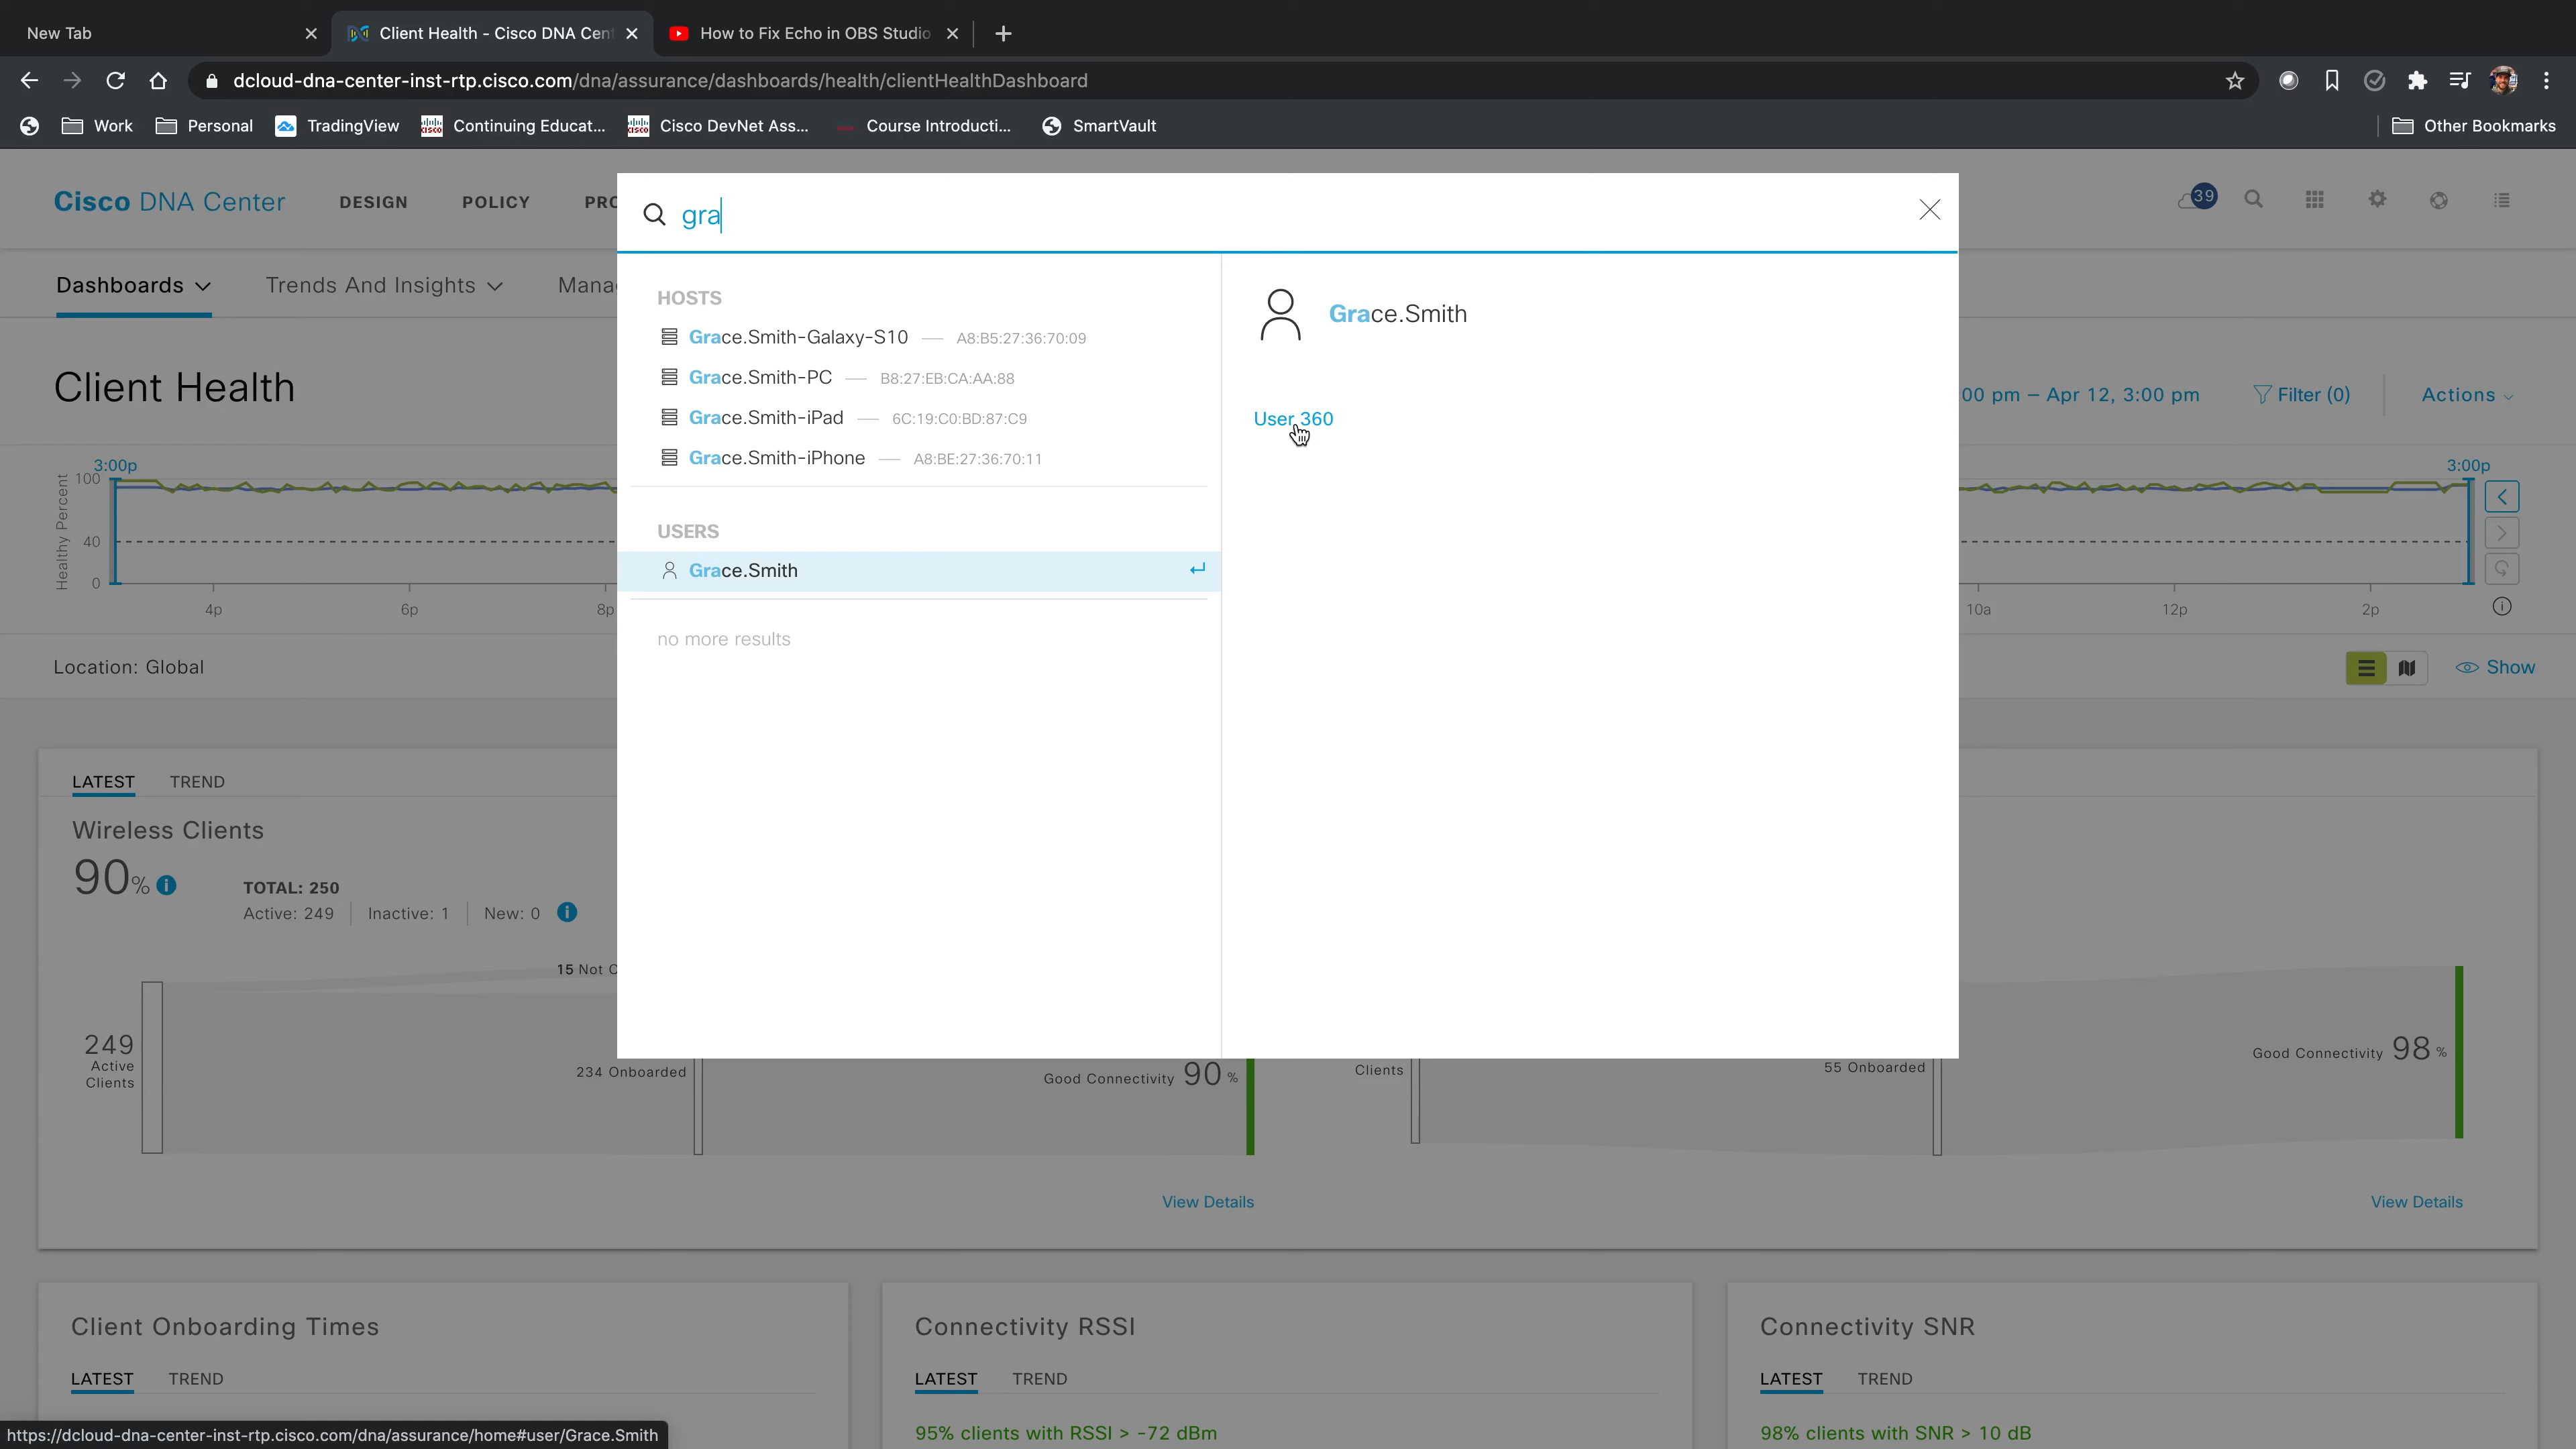 New Tab
Client Health - Cisco DNA Cen
How to Fix Echo in OBS Studio
dcloud-dna-center-inst-rtp.cisco.com/dna/assurance/dashboards/health/clientHealthDashboard
Work
Personal
TradingView
Continuing Educat...
Cisco DevNet Ass...
Course Introducti...
SmartVault
Other Bookmarks
Cisco DNA Center
DESIGN
POLICY
PRO
39
gra
Dashboards
Trends And Insights
Mana
HOSTS
Grace.Smith-Galaxy-S10 — A8:B5:27:36:70:09
Grace.Smith-PC — B8:27:EB:CA:AA:88
Grace.Smith-iPad — 6C:19:C0:BD:87:C9
Grace.Smith-iPhone — A8:BE:27:36:70:11
USERS
Grace.Smith
no more results
Grace.Smith
User 360
Client Health
00 pm – Apr 12, 3:00 pm
Filter (0)
Actions
Healthy Percent
100
40
0
3:00p
3:00p
4p
6p
8p
10a
12p
2p
Location: Global
Show
LATEST
TREND
Wireless Clients
90%
TOTAL: 250
Active: 249
Inactive: 1
New: 0
15 Not C
249
Active
Clients
234 Onboarded
Good Connectivity 90 %
Clients
55 Onboarded
Good Connectivity 98 %
View Details
View Details
Client Onboarding Times
LATEST
TREND
Connectivity RSSI
LATEST
TREND
95% clients with RSSI > -72 dBm
Connectivity SNR
LATEST
TREND
98% clients with SNR > 10 dB
https://dcloud-dna-center-inst-rtp.cisco.com/dna/assurance/home#user/Grace.Smith